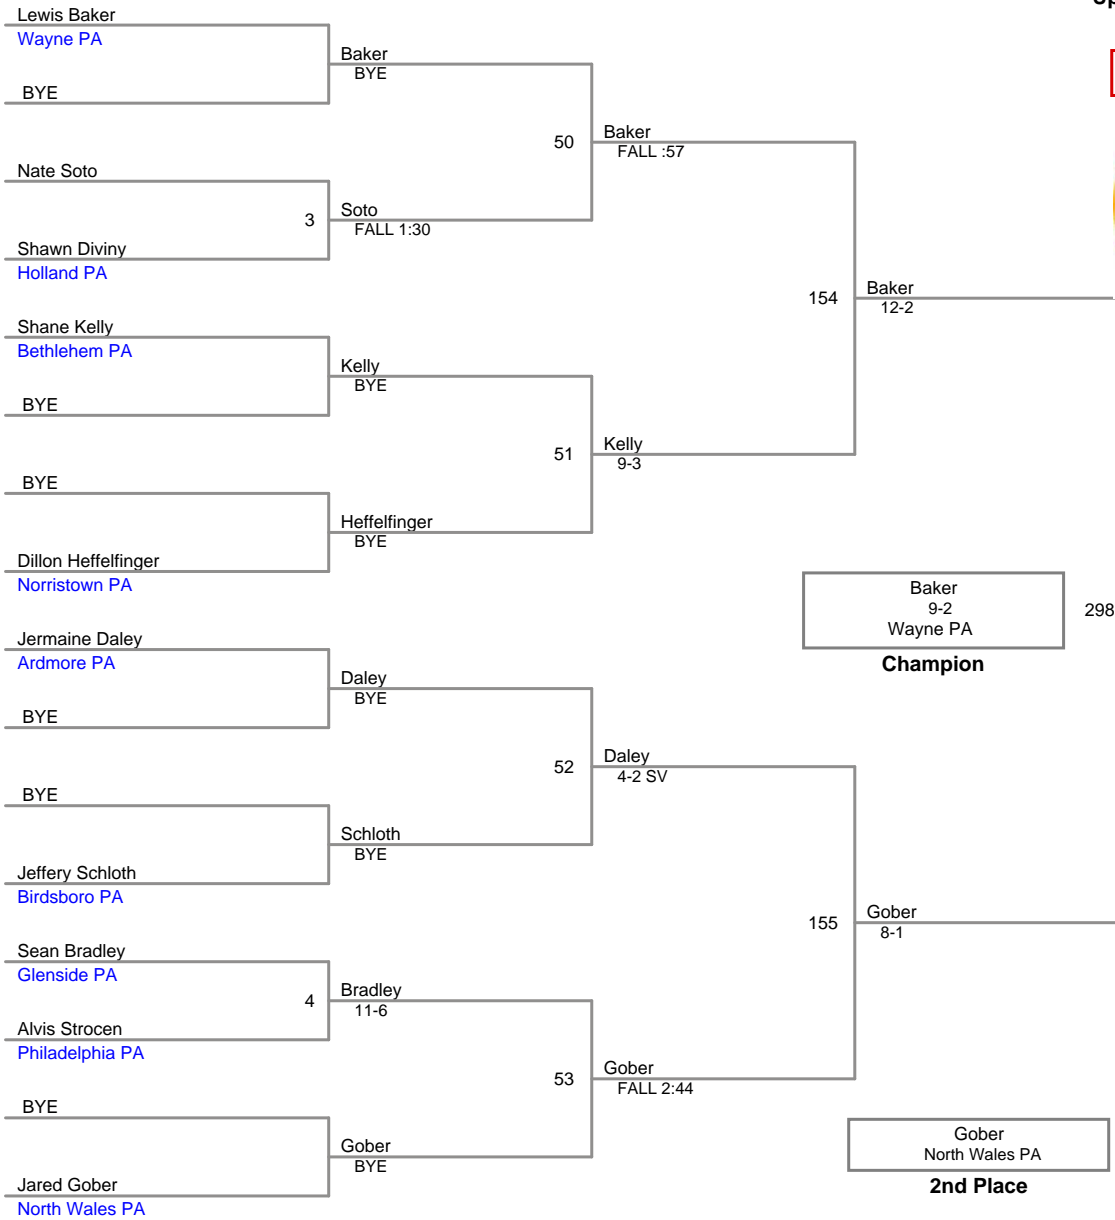 Lewis Baker
Wayne PA
BYE
Nate Soto
Shawn Diviny
Holland PA
Shane Kelly
Bethlehem PA
BYE
BYE
Dillon Heffelfinger
Norristown PA
Jermaine Daley
Ardmore PA
BYE
BYE
Jeffery Schloth
Birdsboro PA
Sean Bradley
Glenside PA
Alvis Strocen
Philadelphia PA
BYE
Jared Gober
North Wales PA
Baker
BYE
3
Soto
FALL 1:30
Kelly
BYE
Heffelfinger
BYE
Daley
BYE
Schloth
BYE
4
Bradley
11-6
Gober
BYE
50
Baker
FALL :57
51
Kelly
9-3
52
Daley
4-2 SV
53
Gober
FALL 2:44
154
Baker
12-2
155
Gober
8-1
Baker
9-2
Wayne PA
298
Champion
Gober
North Wales PA
2nd Place